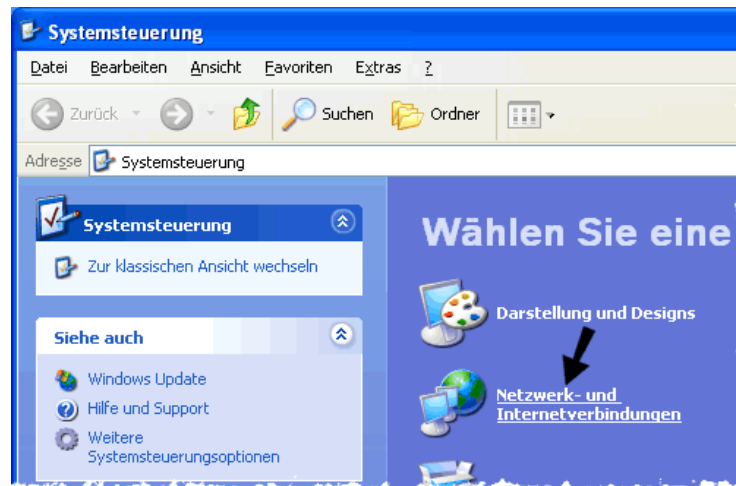 Systemsteuerung
Datei Bearbeiten Ansicht Favoriten Extras ?
Zurück Suchen Ordner
Adresse Systemsteuerung
Systemsteuerung
Zur klassischen Ansicht wechseln
Siehe auch
Windows Update
Hilfe und Support
Weitere
Systemsteuerungsoptionen
Wählen Sie eine
Darstellung und Designs
Netzwerk- und
Internetverbindungen